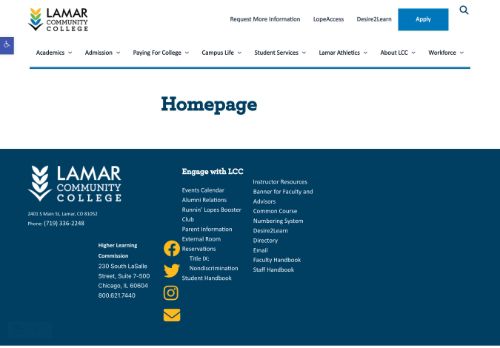 LAMAR
COMMUNITY
COLLEGE
Request More Information
LopeAccess
Desire2Learn
Apply
Academics
Admission
Paying For College
Campus Life
Student Services
Lamar Athletics
About LCC
Workforce
Homepage
LAMAR
COMMUNITY
COLLEGE
2401 S Main St, Lamar, CO 81052
Phone: (719) 336-2248
Higher Learning
Commission
230 South LaSalle
Street, Suite 7-500
Chicago, IL 60604
800.621.7440
Engage with LCC
Events Calendar
Alumni Relations
Runnin' Lopes Booster
Club
Parent Information
External Room
Reservations
Title IX:
Nondiscrimination
Student Handbook
Instructor Resources
Banner for Faculty and
Advisors
Common Course
Numbering System
Desire2Learn
Directory
Email
Faculty Handbook
Staff Handbook